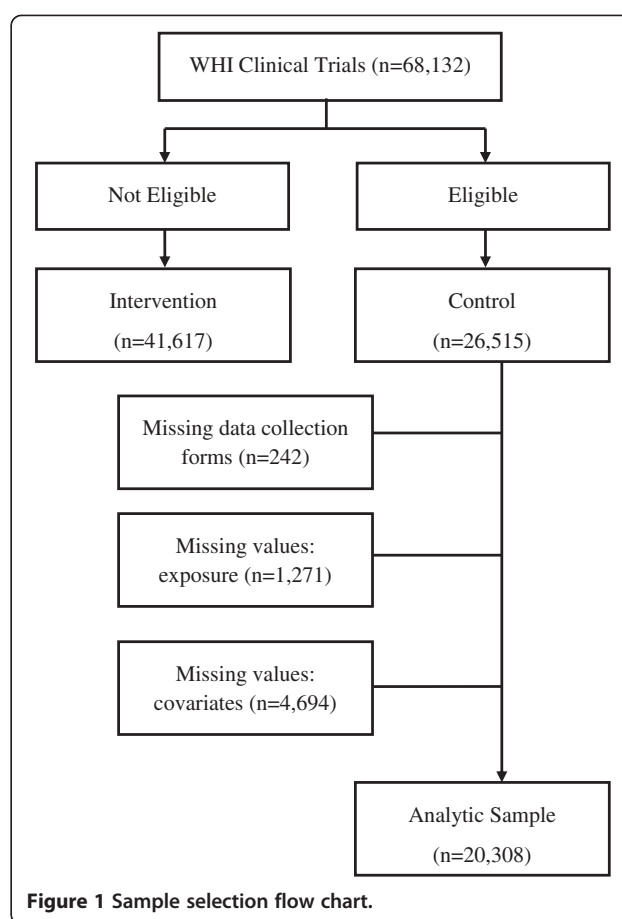 WHI Clinical Trials (n=68,132)
Not Eligible
Eligible
Intervention
(n=41,617)
Control
(n=26,515)
Missing data collection
forms (n=242)
Missing values:
exposure (n=1,271)
Missing values:
covariates (n=4,694)
Analytic Sample
(n=20,308)
Figure 1 Sample selection flow chart.